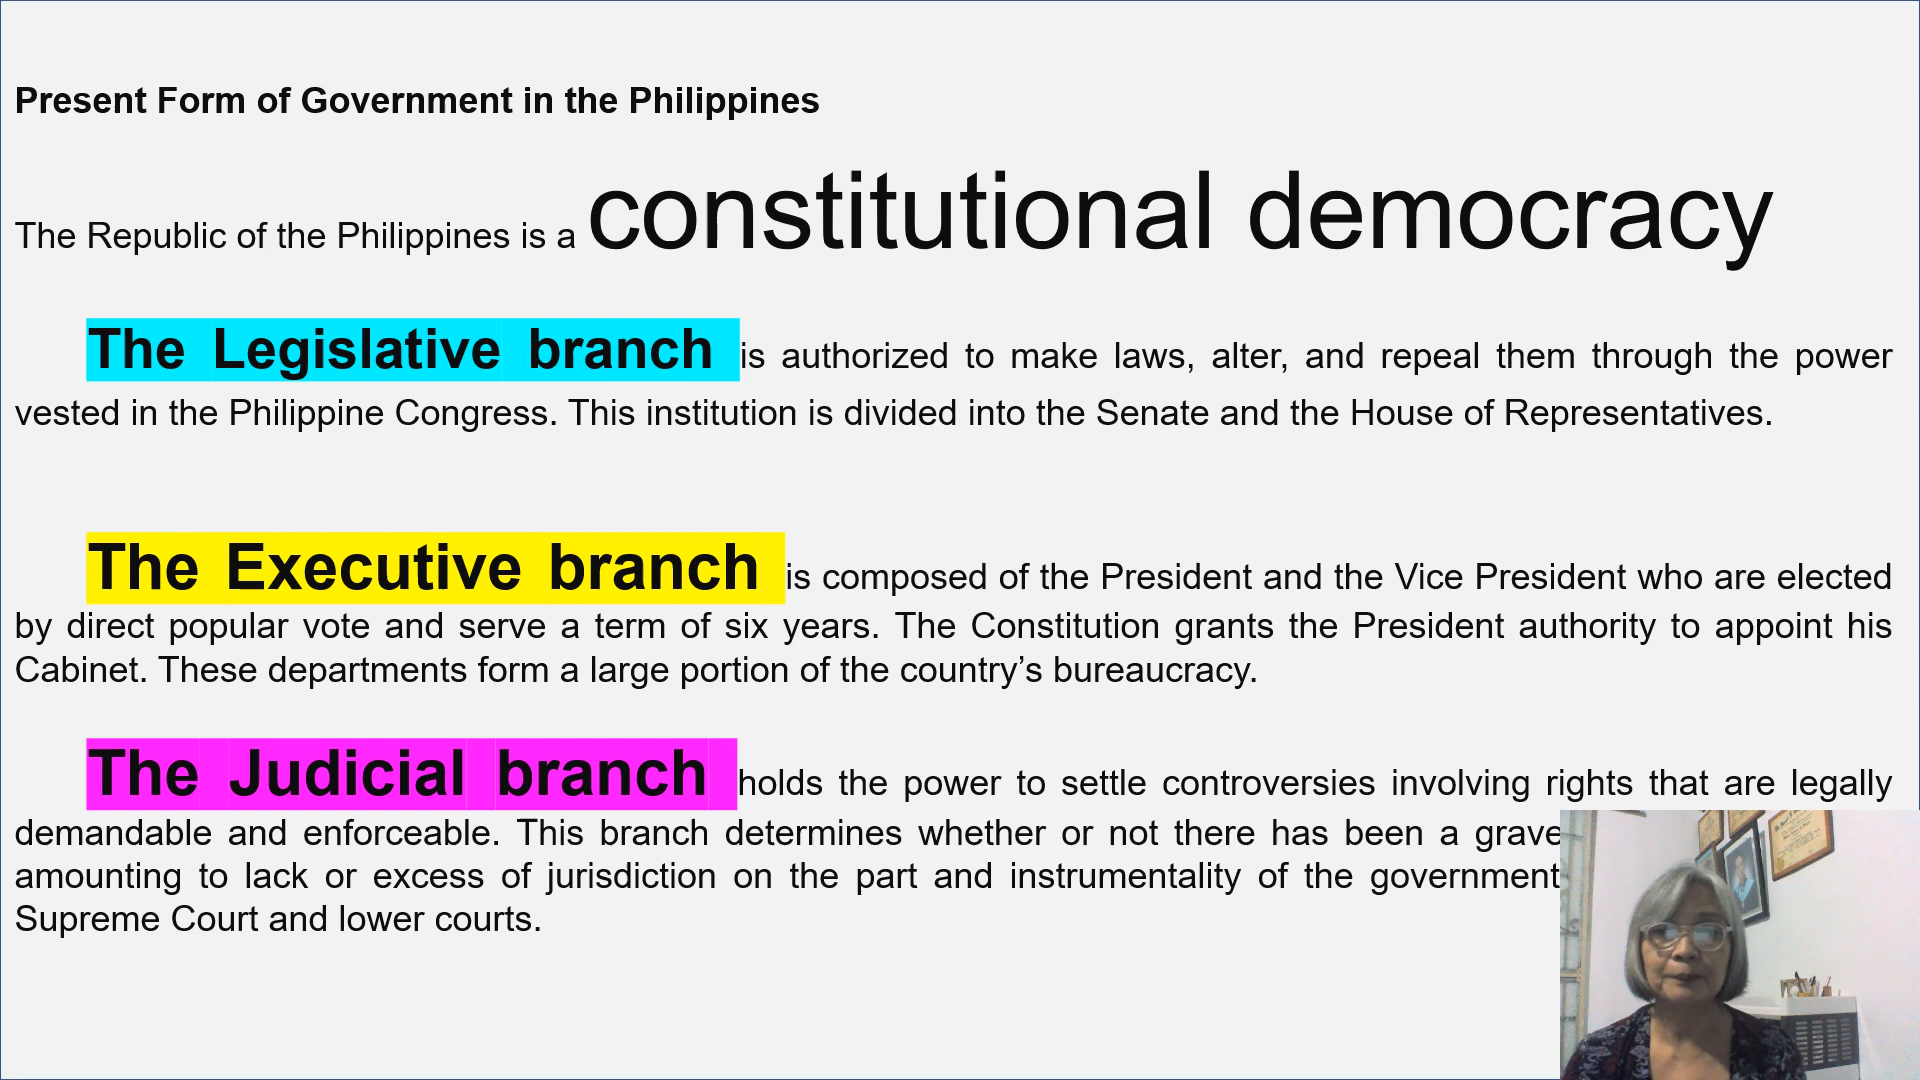 Present Form of Government in the Philippines
The Republic of the Philippines is a constitutional democracy
The Legislative branch is authorized to make laws, alter, and repeal them through the power
vested in the Philippine Congress. This institution is divided into the Senate and the House of Representatives.
The Executive branch is composed of the President and the Vice President who are elected
by direct popular vote and serve a term of six years. The Constitution grants the President authority to appoint his
Cabinet. These departments form a large portion of the country’s bureaucracy.
The Judicial branch holds the power to settle controversies involving rights that are legally
demandable and enforceable. This branch determines whether or not there has been a grave
amounting to lack or excess of jurisdiction on the part and instrumentality of the government
Supreme Court and lower courts.